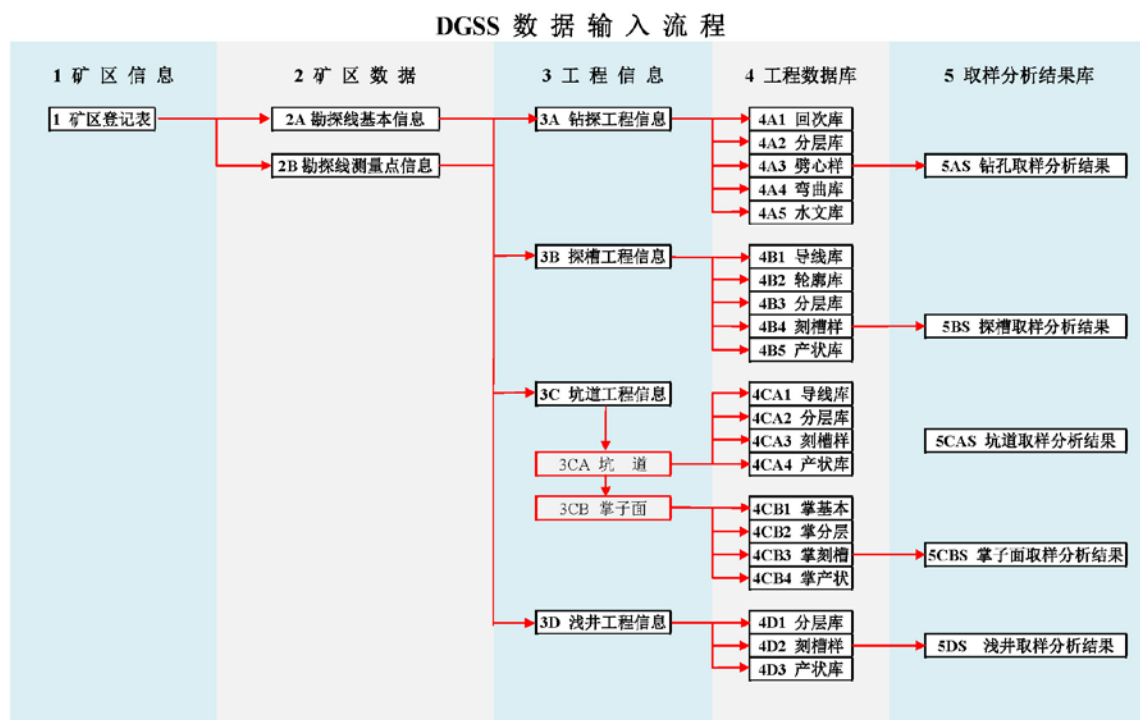 DGSS 数 据 输 入 流 程
1 矿 区 信 息
2 矿 区 数 据
3 工 程 信 息
4 工程数据库
5 取样分析结果库
1 矿区登记表
2A 勘探线基本信息
2B 勘探线测量点信息
3A 钻探工程信息
4A1 回次库
4A2 分层库
4A3 劈心样
4A4 弯曲库
4A5 水文库
5AS 钻孔取样分析结果
3B 探槽工程信息
4B1 导线库
4B2 轮廓库
4B3 分层库
4B4 刻槽样
4B5 产状库
5BS 探槽取样分析结果
3C 坑道工程信息
3CA 坑 道
4CA1 导线库
4CA2 分层库
4CA3 刻槽样
4CA4 产状库
5CAS 坑道取样分析结果
3CB 掌子面
4CB1 掌基本
4CB2 掌分层
4CB3 掌刻槽
4CB4 掌产状
5CBS 掌子面取样分析结果
3D 浅井工程信息
4D1 分层库
4D2 刻槽样
4D3 产状库
5DS 浅井取样分析结果